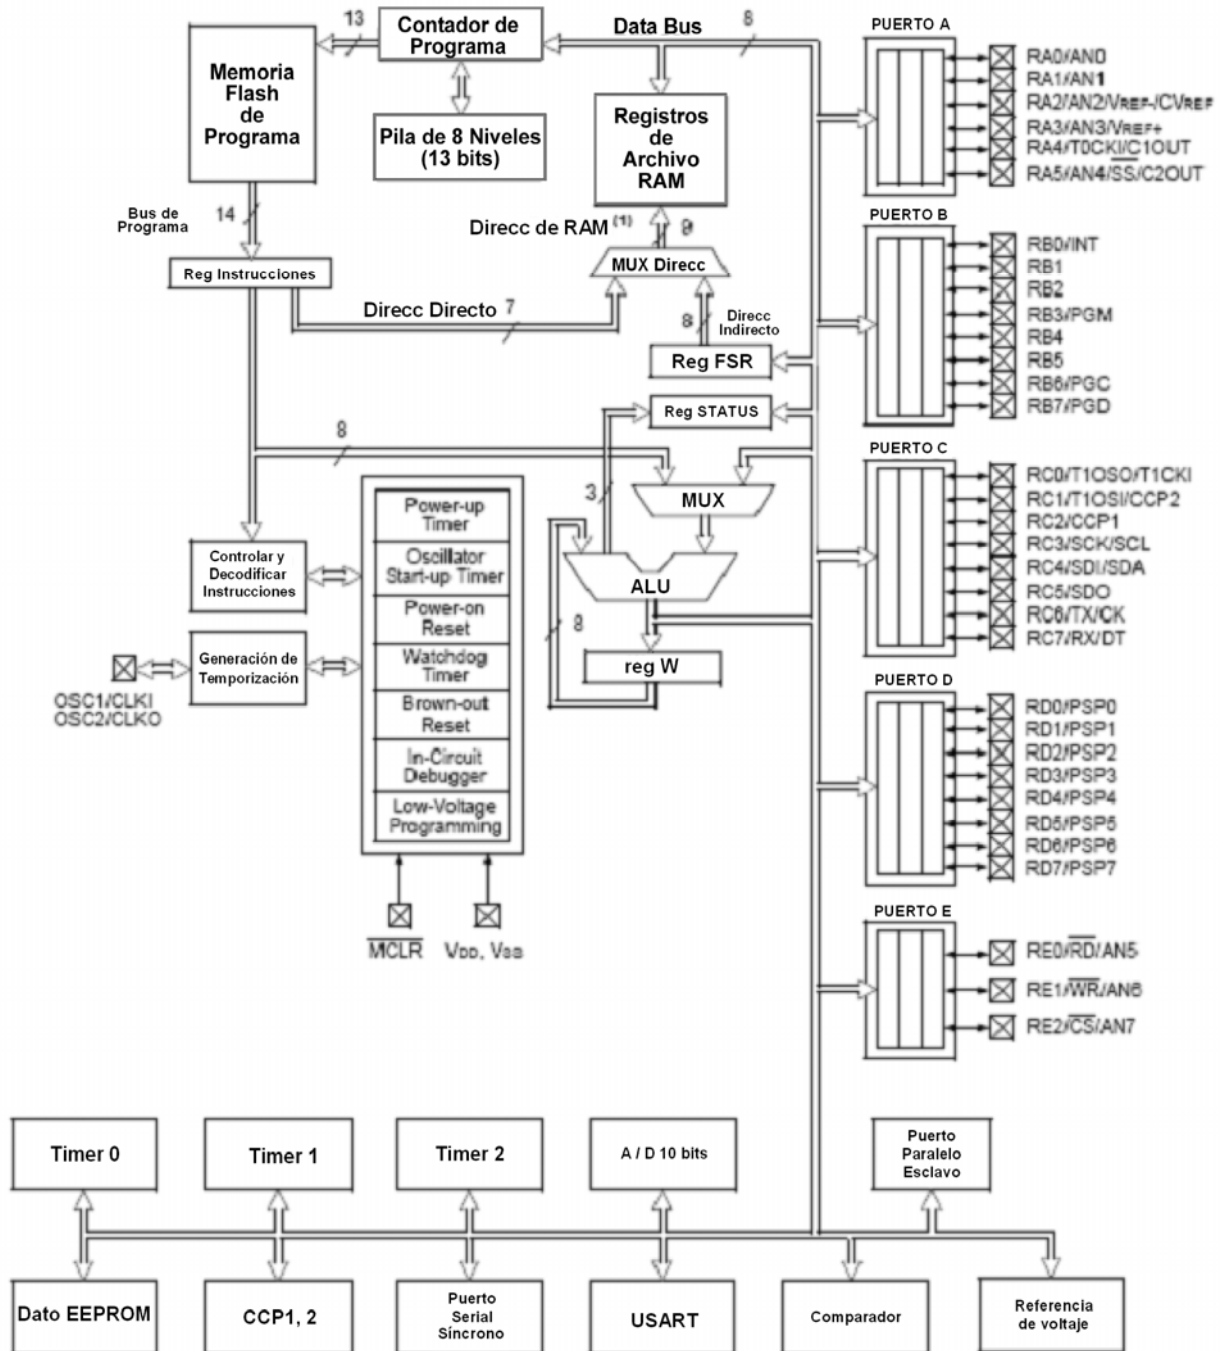 13
Contador de
Programa
Data Bus
8
Memoria
Flash
de
Programa
Pila de 8 Niveles
(13 bits)
Registros
de
Archivo
RAM
Bus de
Programa
14
Direcc de RAM (1)
9
Reg Instrucciones
MUX Direcc
Direcc Directo
7
8
Direcc
Indirecto
Reg FSR
Reg STATUS
8
3
MUX
ALU
8
reg W
Controlar y
Decodificar
Instrucciones
Generación de
Temporización
OSC1/CLKI
OSC2/CLKO
Power-up
Timer
Oscillator
Start-up Timer
Power-on
Reset
Watchdog
Timer
Brown-out
Reset
In-Circuit
Debugger
Low-Voltage
Programming
MCLR
VDD, VSS
PUERTO A
RA0/AN0
RA1/AN1
RA2/AN2/VREF-/CVREF
RA3/AN3/VREF+
RA4/T0CKI/C1OUT
RA5/AN4/SS/C2OUT
PUERTO B
RB0/INT
RB1
RB2
RB3/PGM
RB4
RB5
RB6/PGC
RB7/PGD
PUERTO C
RC0/T1OSO/T1CKI
RC1/T1OSI/CCP2
RC2/CCP1
RC3/SCK/SCL
RC4/SDI/SDA
RC5/SDO
RC6/TX/CK
RC7/RX/DT
PUERTO D
RD0/PSP0
RD1/PSP1
RD2/PSP2
RD3/PSP3
RD4/PSP4
RD5/PSP5
RD6/PSP6
RD7/PSP7
PUERTO E
RE0/RD/AN5
RE1/WR/AN6
RE2/CS/AN7
Timer 0
Timer 1
Timer 2
A / D 10 bits
Puerto
Paralelo
Esclavo
Dato EEPROM
CCP1, 2
Puerto
Serial
Síncrono
USART
Comparador
Referencia
de voltaje